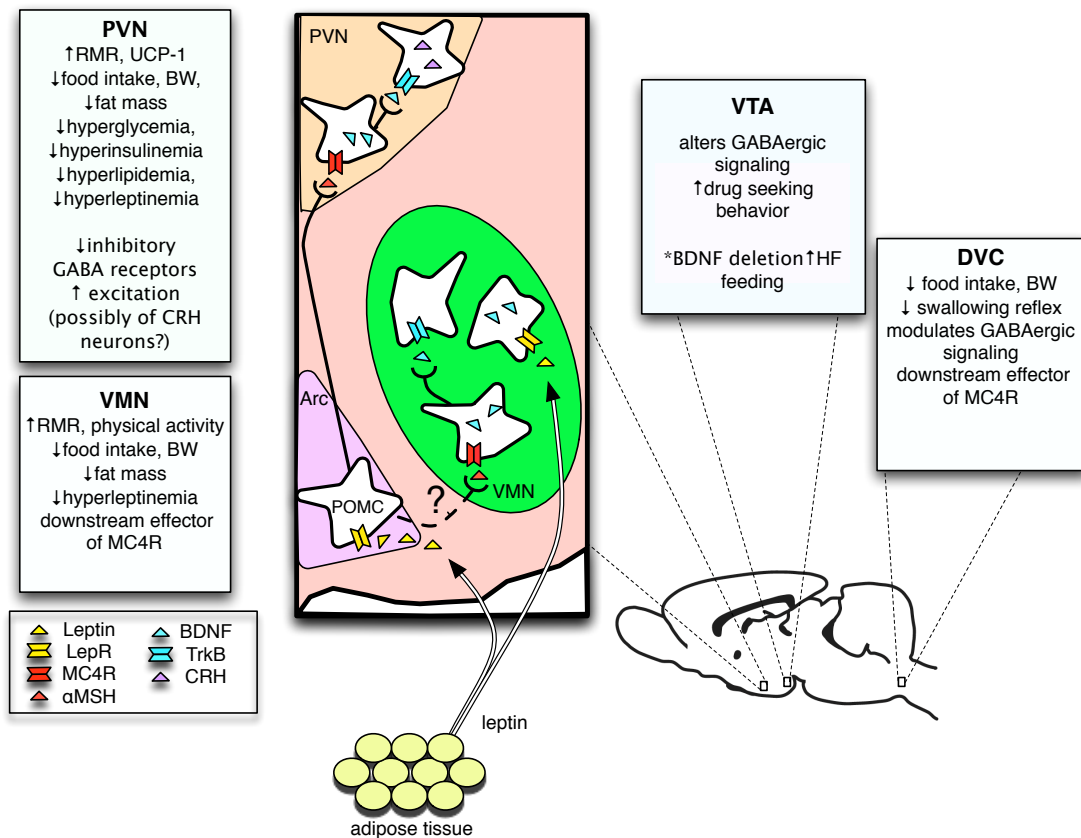 PVN
↑RMR, UCP-1
↓food intake, BW,
↓fat mass
↓hyperglycemia,
↓hyperinsulinemia
↓hyperlipidemia,
↓hyperleptinemia
↓inhibitory
GABA receptors
↑ excitation
(possibly of CRH
neurons?)
VMN
↑RMR, physical activity
↓food intake, BW
↓fat mass
↓hyperleptinemia
downstream effector
of MC4R
Leptin
LepR
MC4R
αMSH
BDNF
TrkB
CRH
PVN
Arc
POMC
?
VMN
leptin
adipose tissue
VTA
alters GABAergic
signaling
↑drug seeking
behavior
*BDNF deletion↑HF
feeding
DVC
↓ food intake, BW
↓ swallowing reflex
modulates GABAergic
signaling
downstream effector
of MC4R